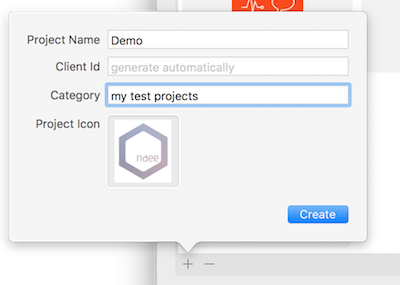 Project Name Demo
Client Id generate automatically
Category my test projects
Project Icon
naee
Create